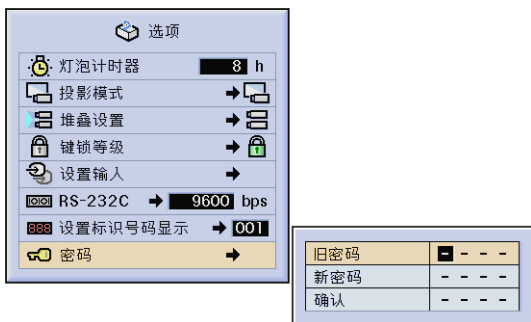 选项
灯泡计时器 8 h
投影模式
堆叠设置
键锁等级
设置输入
RS-232C 9600 bps
888 设置标识号码显示 001
密码
旧密码 - - - -
新密码 - - - -
确认 - - - -